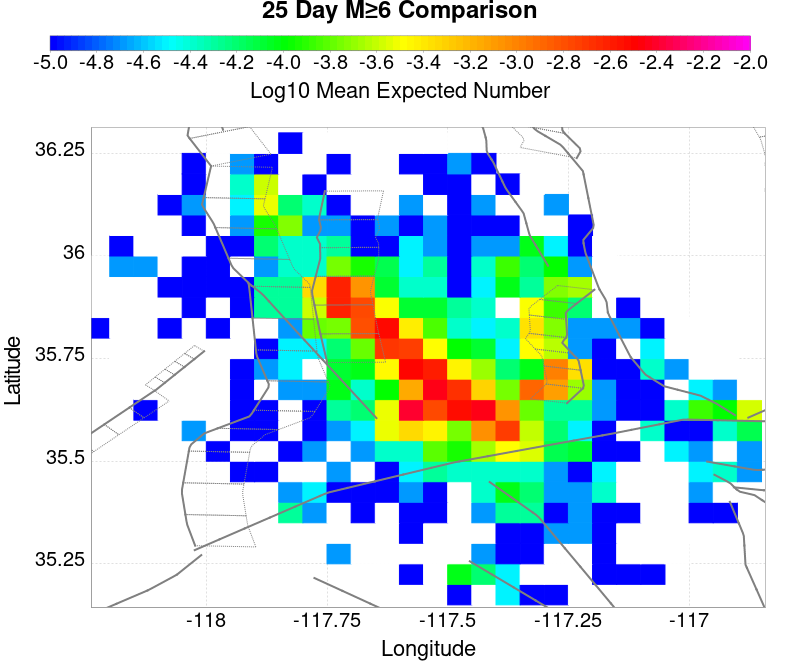 25 Day M≥6 Comparison
-5.0 -4.8 -4.6 -4.4 -4.2 -4.0 -3.8 -3.6 -3.4 -3.2 -3.0 -2.8 -2.6 -2.4 -2.2 -2.0
Log10 Mean Expected Number
36.25
36
35.75
35.5
35.25
Latitude
-118 -117.75 -117.5 -117.25 -117
Longitude